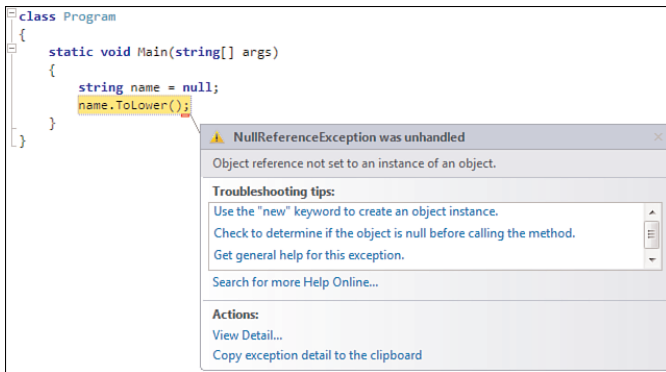 class Program
{
static void Main(string[] args)
{
string name = null;
name.ToLower();
}
}
NullReferenceException was unhandled
Object reference not set to an instance of an object.
Troubleshooting tips:
Use the "new" keyword to create an object instance.
Check to determine if the object is null before calling the method.
Get general help for this exception.
Search for more Help Online...
Actions:
View Detail...
Copy exception detail to the clipboard